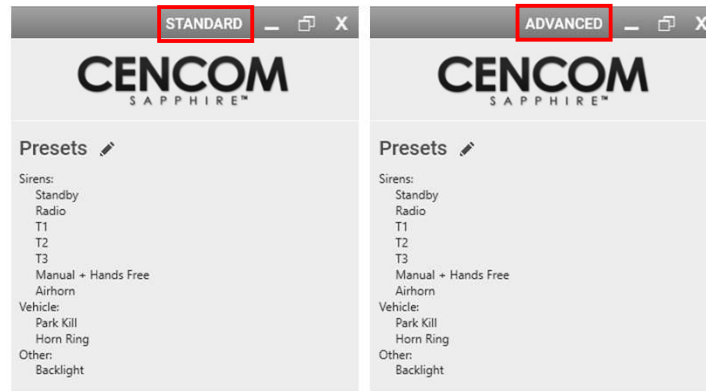 STANDARD
CENCOM
SAPPHIRE™
Presets
Sirens:
Standby
Radio
T1
T2
T3
Manual + Hands Free
Airhorn
Vehicle:
Park Kill
Horn Ring
Other:
Backlight
ADVANCED
CENCOM
SAPPHIRE™
Presets
Sirens:
Standby
Radio
T1
T2
T3
Manual + Hands Free
Airhorn
Vehicle:
Park Kill
Horn Ring
Other:
Backlight